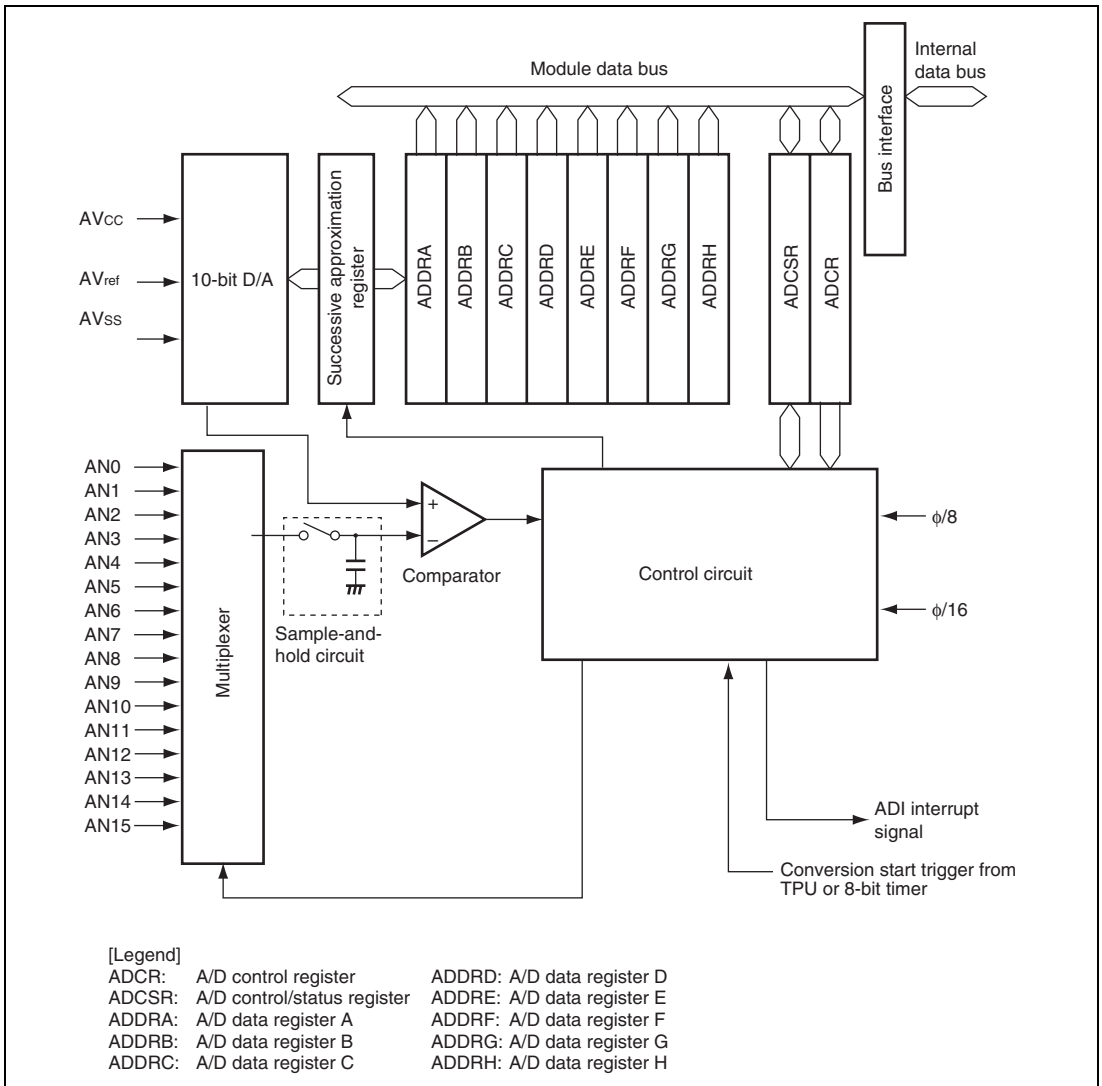 Module data bus
Internal
data bus
Bus interface
AVCC
AVref
AVSS
10-bit D/A
Successive approximation
register
ADDRA
ADDRB
ADDRC
ADDRD
ADDRE
ADDRF
ADDRG
ADDRH
ADCSR
ADCR
AN0
AN1
AN2
AN3
AN4
AN5
AN6
AN7
AN8
AN9
AN10
AN11
AN12
AN13
AN14
AN15
Multiplexer
Sample-and-
hold circuit
+
−
Comparator
Control circuit
ϕ/8
ϕ/16
ADI interrupt
signal
Conversion start trigger from
TPU or 8-bit timer
[Legend]
ADCR: A/D control register
ADCSR: A/D control/status register
ADDRA: A/D data register A
ADDRB: A/D data register B
ADDRC: A/D data register C
ADDRD: A/D data register D
ADDRE: A/D data register E
ADDRF: A/D data register F
ADDRG: A/D data register G
ADDRH: A/D data register H